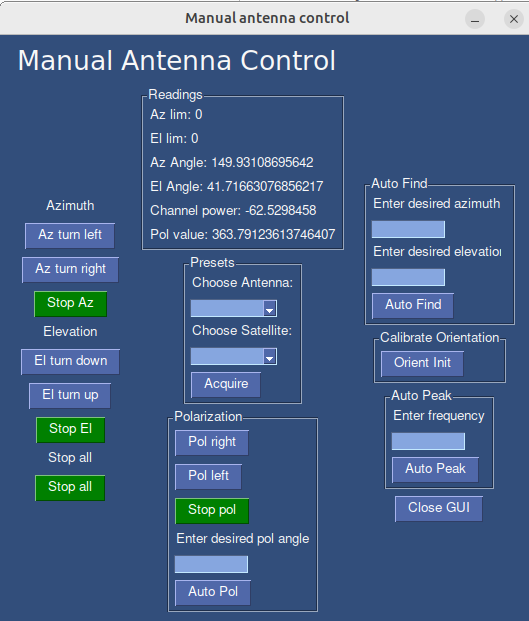 Manual antenna control
Manual Antenna Control
Readings
Az lim: 0
El lim: 0
Az Angle: 149.93108695642
El Angle: 41.71663076856217
Channel power: -62.5298458
Pol value: 363.79123613746407
Azimuth
Az turn left
Az turn right
Stop Az
Elevation
El turn down
El turn up
Stop El
Stop all
Stop all
Presets
Choose Antenna:
Choose Satellite:
Acquire
Polarization
Pol right
Pol left
Stop pol
Enter desired pol angle
Auto Pol
Auto Find
Enter desired azimuth
Enter desired elevation
Auto Find
Calibrate Orientation
Orient Init
Auto Peak
Enter frequency
Auto Peak
Close GUI